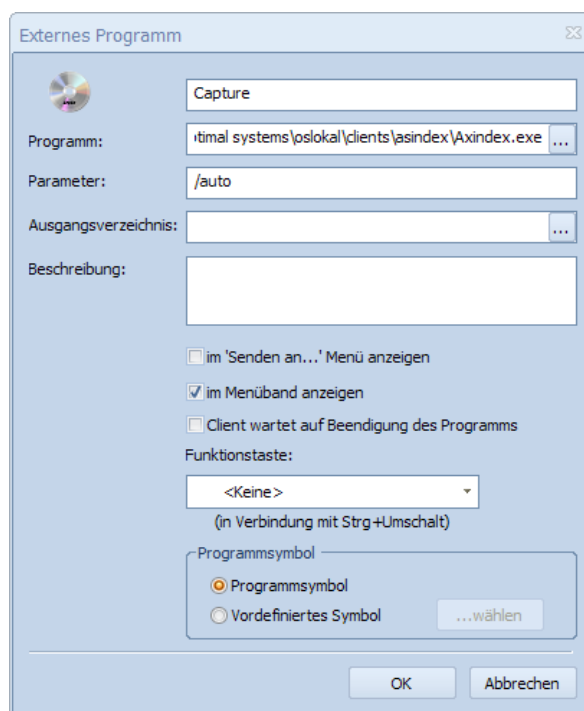 Externes Programm
Capture
Programm:
timal systems\oslokal\clients\asindex\Axindex.exe
...
Parameter:
/auto
Ausgangsverzeichnis:
...
Beschreibung:
im 'Senden an...' Menü anzeigen
im Menüband anzeigen
Client wartet auf Beendigung des Programms
Funktionstaste:
<Keine>
(in Verbindung mit Strg+Umschalt)
Programmsymbol
Programmsymbol
Vordefiniertes Symbol
...wählen
OK
Abbrechen